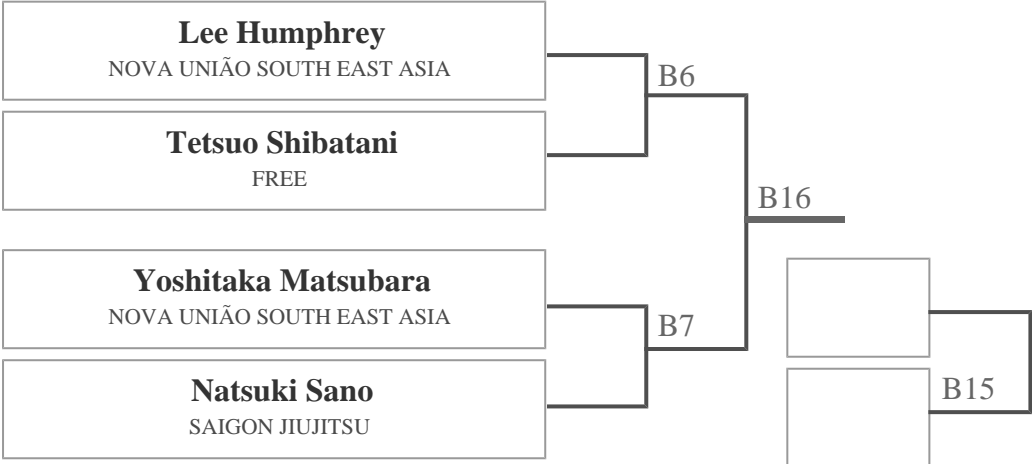 Lee Humphrey
NOVA UNIÃO SOUTH EAST ASIA
B6
Tetsuo Shibatani
FREE
B16
Yoshitaka Matsubara
NOVA UNIÃO SOUTH EAST ASIA
B7
Natsuki Sano
SAIGON JIUJITSU
B15